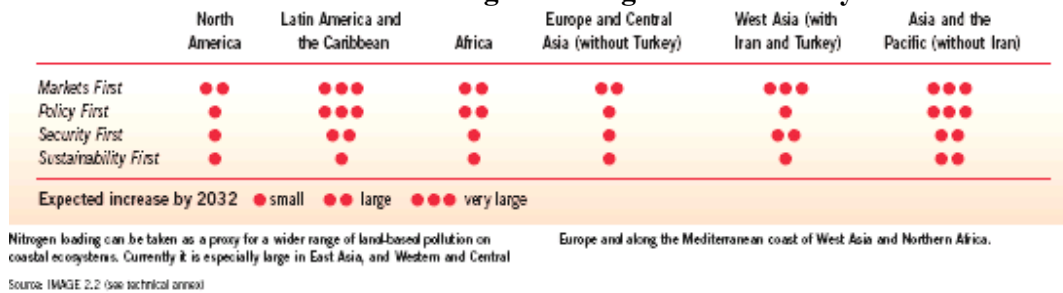 North America
Latin America and the Caribbean
Africa
Europe and Central Asia (without Turkey)
West Asia (with Iran and Turkey)
Asia and the Pacific (without Iran)
Markets First
Policy First
Security First
Sustainability First
Expected increase by 2032 small large very large
Nitrogen loading can be taken as a proxy for a wider range of land-based pollution on
coastal ecosystems. Currently it is especially large in East Asia, and Western and Central
Europe and along the Mediterranean coast of West Asia and Northern Africa.
Source: IMAGE 2.2 (see technical annex)